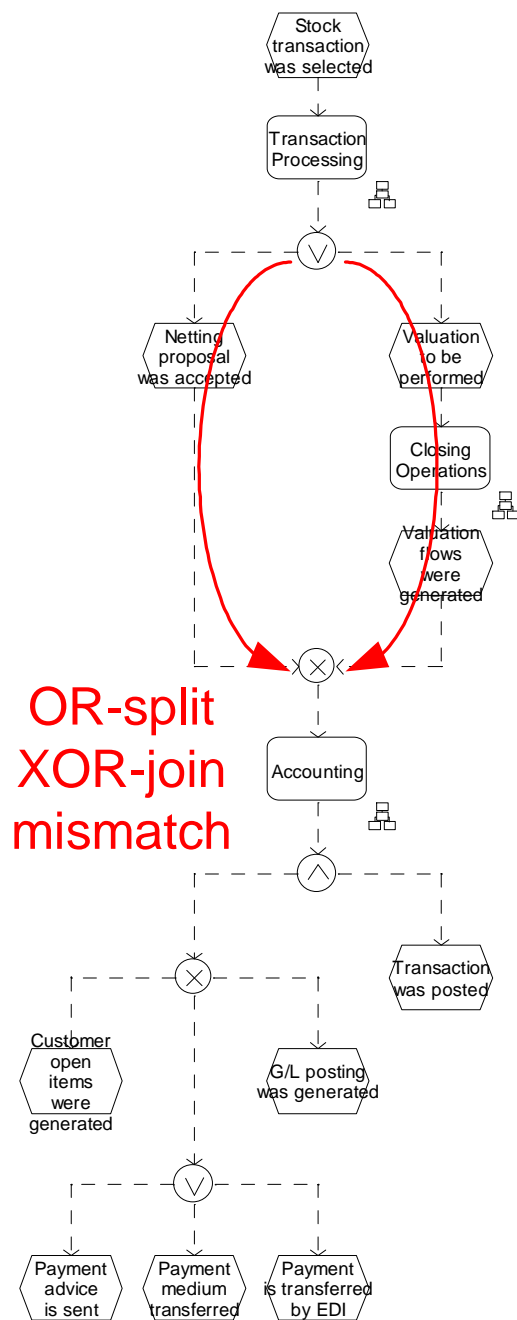 Stock
transaction
was selected
Transaction
Processing
Netting
proposal
was accepted
Valuation
to be
performed
Closing
Operations
Valuation
flows
were
generated
OR-split
XOR-join
mismatch
Accounting
Transaction
was posted
Customer
open
items
were
generated
G/L posting
was generated
Payment
advice
is sent
Payment
medium
transferred
Payment
is transferred
by EDI